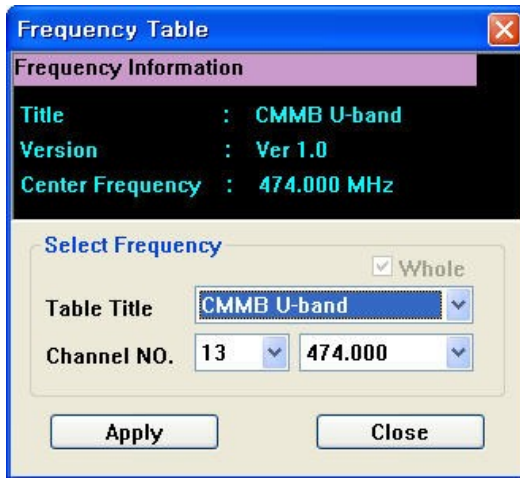 Frequency Table
Frequency Information
Title : CMMB U-band
Version : Ver 1.0
Center Frequency : 474.000 MHz
Select Frequency
Whole
Table Title CMMB U-band
Channel NO. 13 474.000
Apply Close